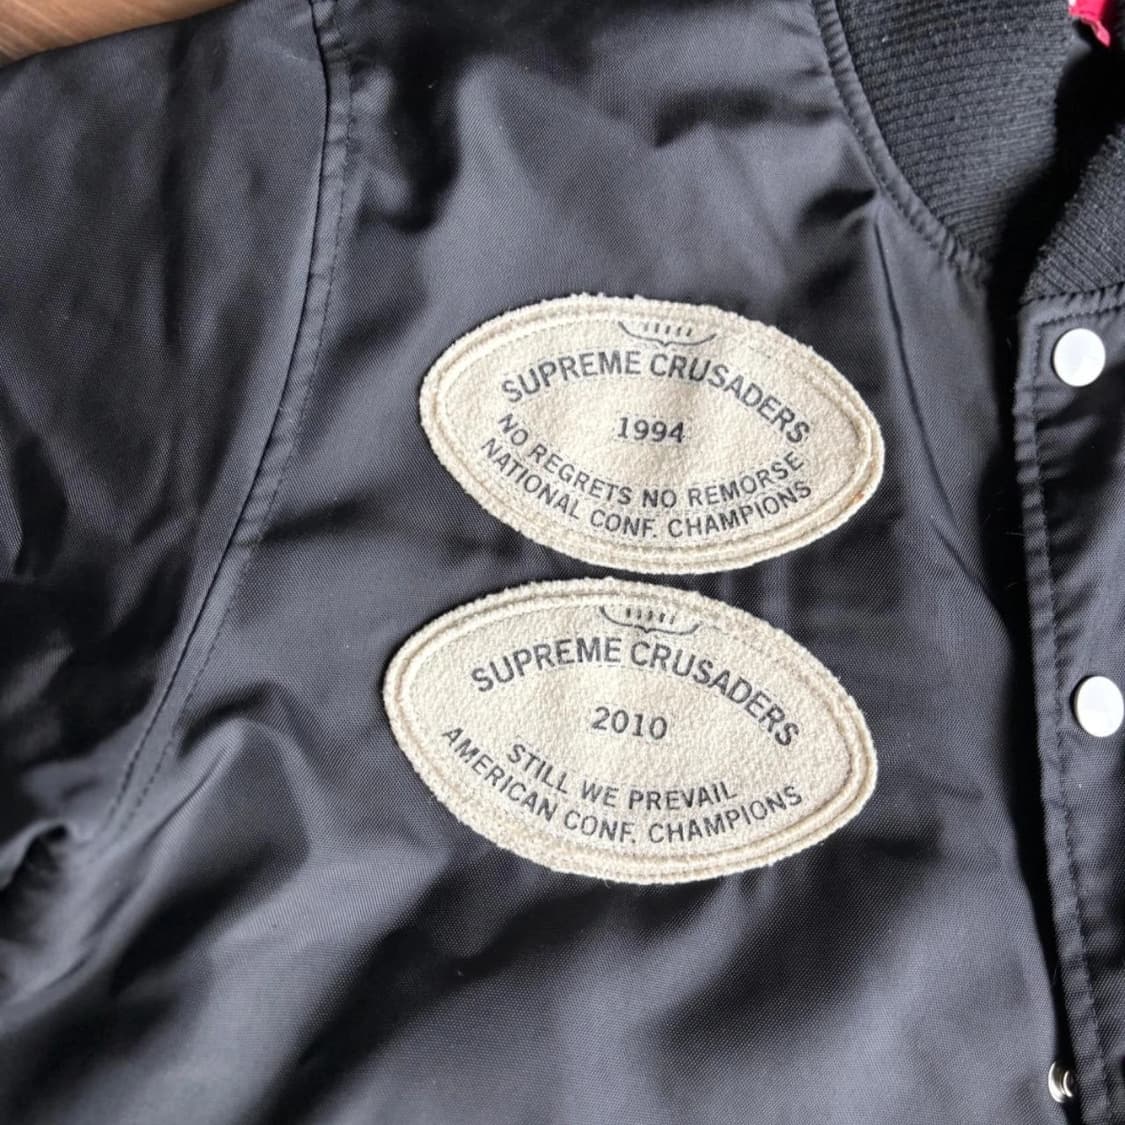 SUPREME CRUSADERS
1994
NO REGRETS NO REMORSE
NATIONAL CONF. CHAMPIONS
SUPREME CRUSADERS
2010
STILL WE PREVAIL
AMERICAN CONF. CHAMPIONS